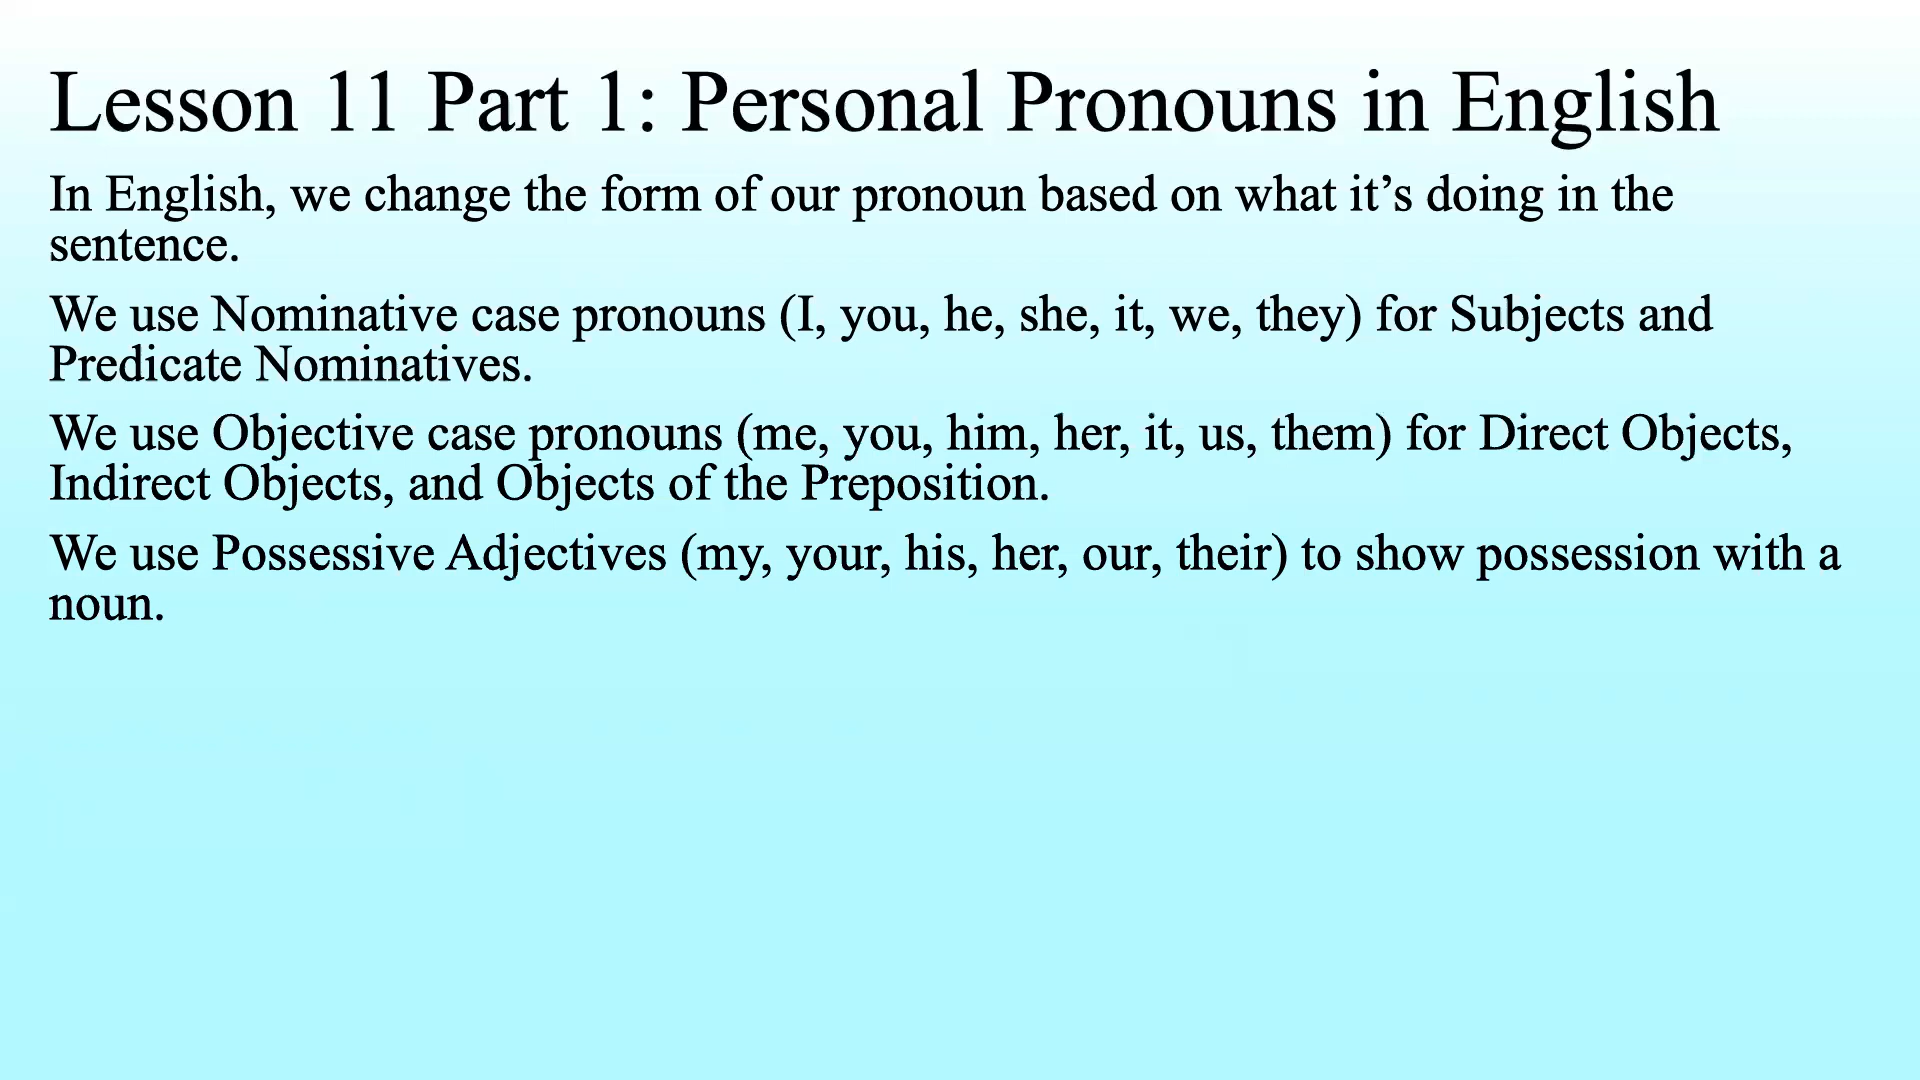 Lesson 11 Part 1: Personal Pronouns in English
In English, we change the form of our pronoun based on what it’s doing in the
sentence.
We use Nominative case pronouns (I, you, he, she, it, we, they) for Subjects and
Predicate Nominatives.
We use Objective case pronouns (me, you, him, her, it, us, them) for Direct Objects,
Indirect Objects, and Objects of the Preposition.
We use Possessive Adjectives (my, your, his, her, our, their) to show possession with a
noun.